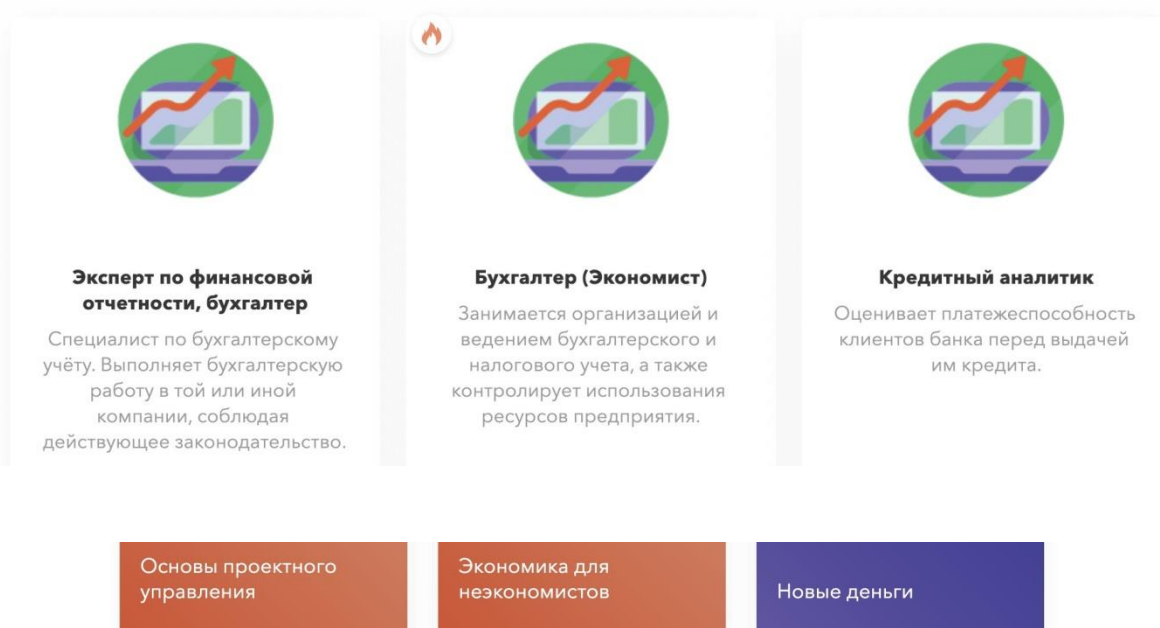 Эксперт по финансовой
отчетности, бухгалтер
Специалист по бухгалтерскому
учёту. Выполняет бухгалтерскую
работу в той или иной
компании, соблюдая
действующее законодательство.
Бухгалтер (Экономист)
Занимается организацией и
ведением бухгалтерского и
налогового учета, а также
контролирует использования
ресурсов предприятия.
Кредитный аналитик
Оценивает платежеспособность
клиентов банка перед выдачей
им кредита.
Основы проектного
управления
Экономика для
неэкономистов
Новые деньги